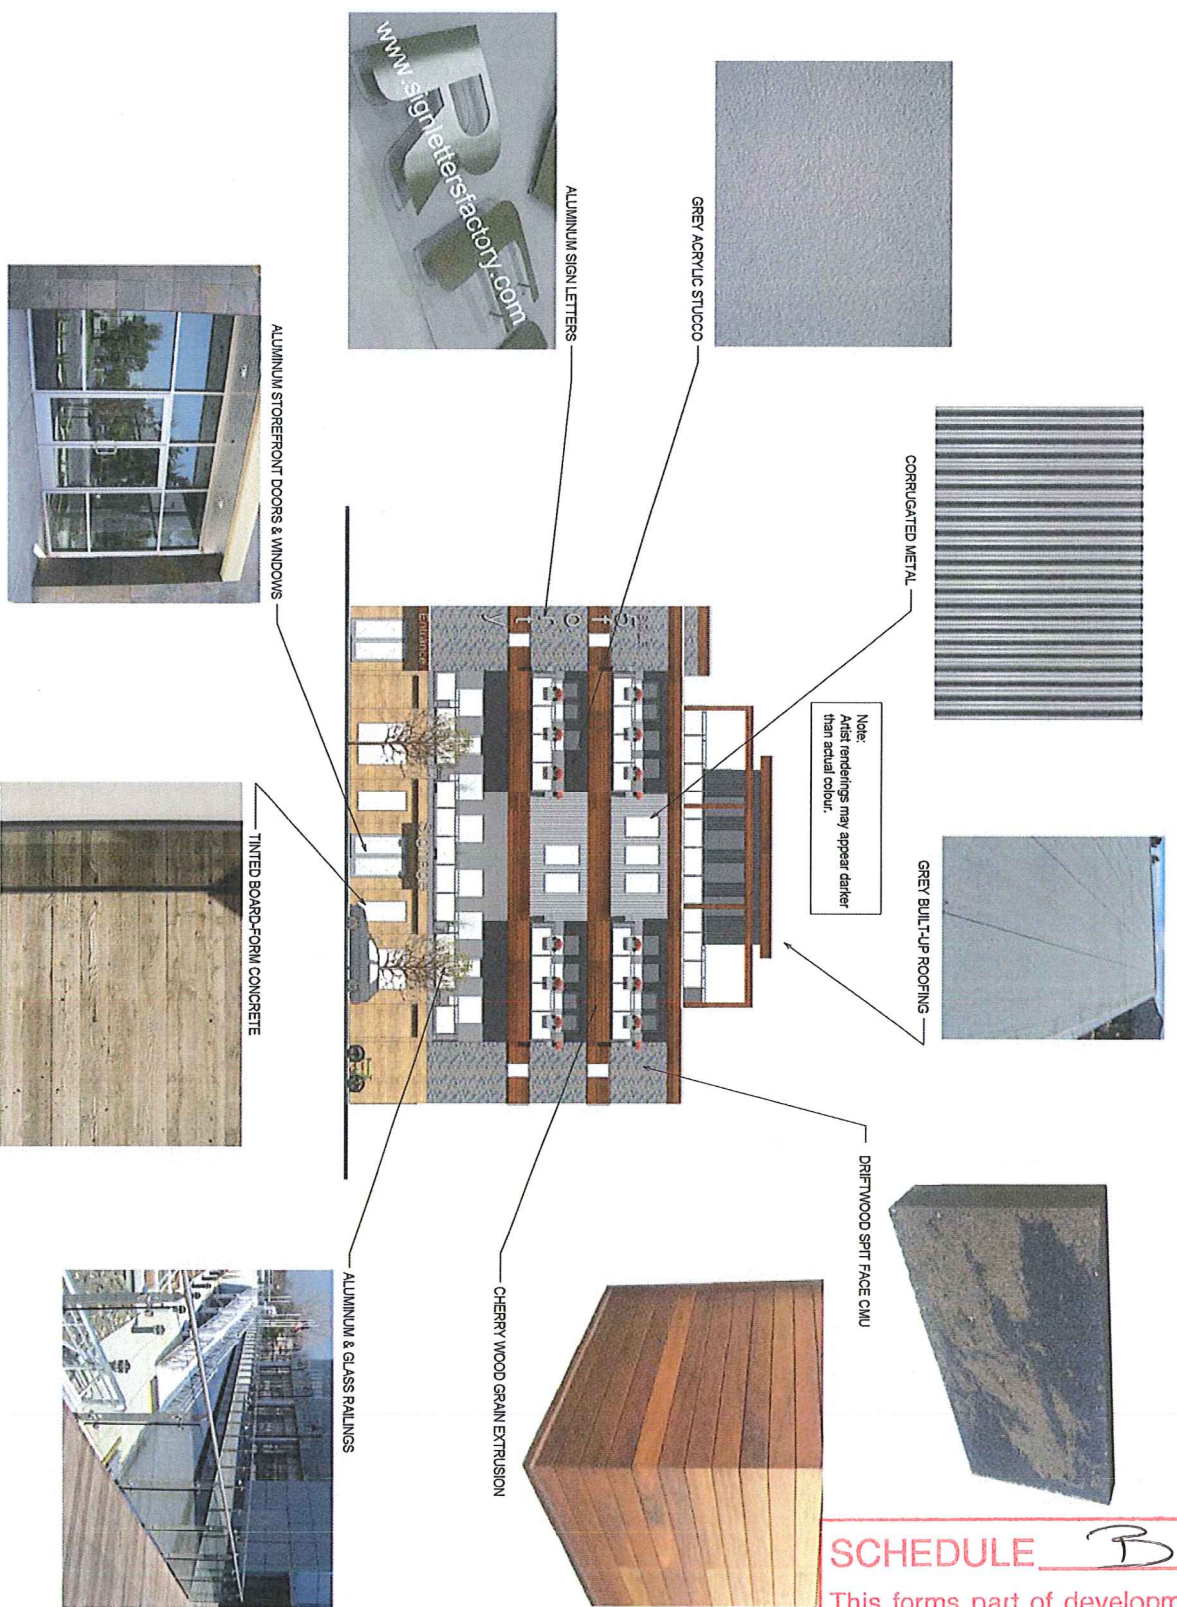 GREY ACRYLIC STUCCO
CORRUGATED METAL
GREY BUILT-UP ROOFING
DRIFTWOOD SPIT FACE CMU
Note:
Artist renderings may appear darker
than actual colour.
www.signlettersfactory.com
ALUMINUM SIGN LETTERS
5
f
o
r
t
y
Entrance
CHERRY WOOD GRAIN EXTRUSION
ALUMINUM STOREFRONT DOORS & WINDOWS
TINTED BOARD-FORM CONCRETE
ALUMINUM & GLASS RAILINGS
SCHEDULE B
This forms part of developm